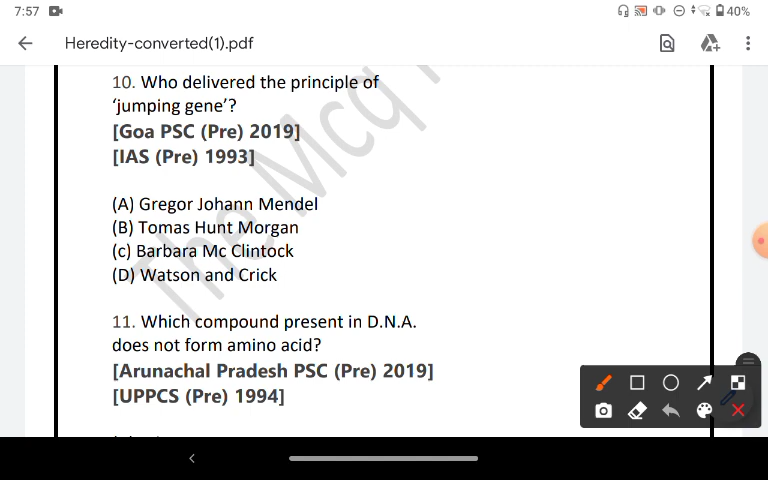 7:57
40%
Heredity-converted(1).pdf
10. Who delivered the principle of
‘jumping gene’?
[Goa PSC (Pre) 2019]
[IAS (Pre) 1993]
(A) Gregor Johann Mendel
(B) Tomas Hunt Morgan
(c) Barbara Mc Clintock
(D) Watson and Crick
11. Which compound present in D.N.A.
does not form amino acid?
[Arunachal Pradesh PSC (Pre) 2019]
[UPPCS (Pre) 1994]
The Mcq